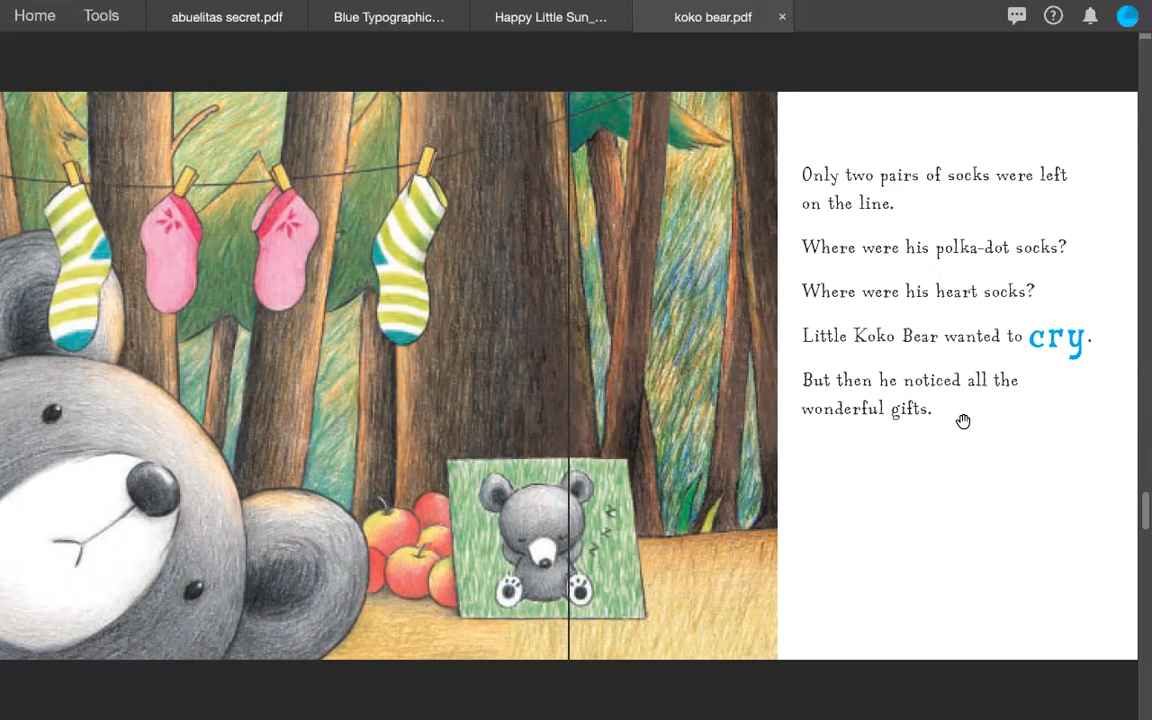 Home Tools abuelitas secret.pdf Blue Typographic... Happy Little Sun_... koko bear.pdf ×
Only two pairs of socks were left
on the line.
Where were his polka-dot socks?
Where were his heart socks?
Little Koko Bear wanted to cry.
But then he noticed all the
wonderful gifts.
z
z
z